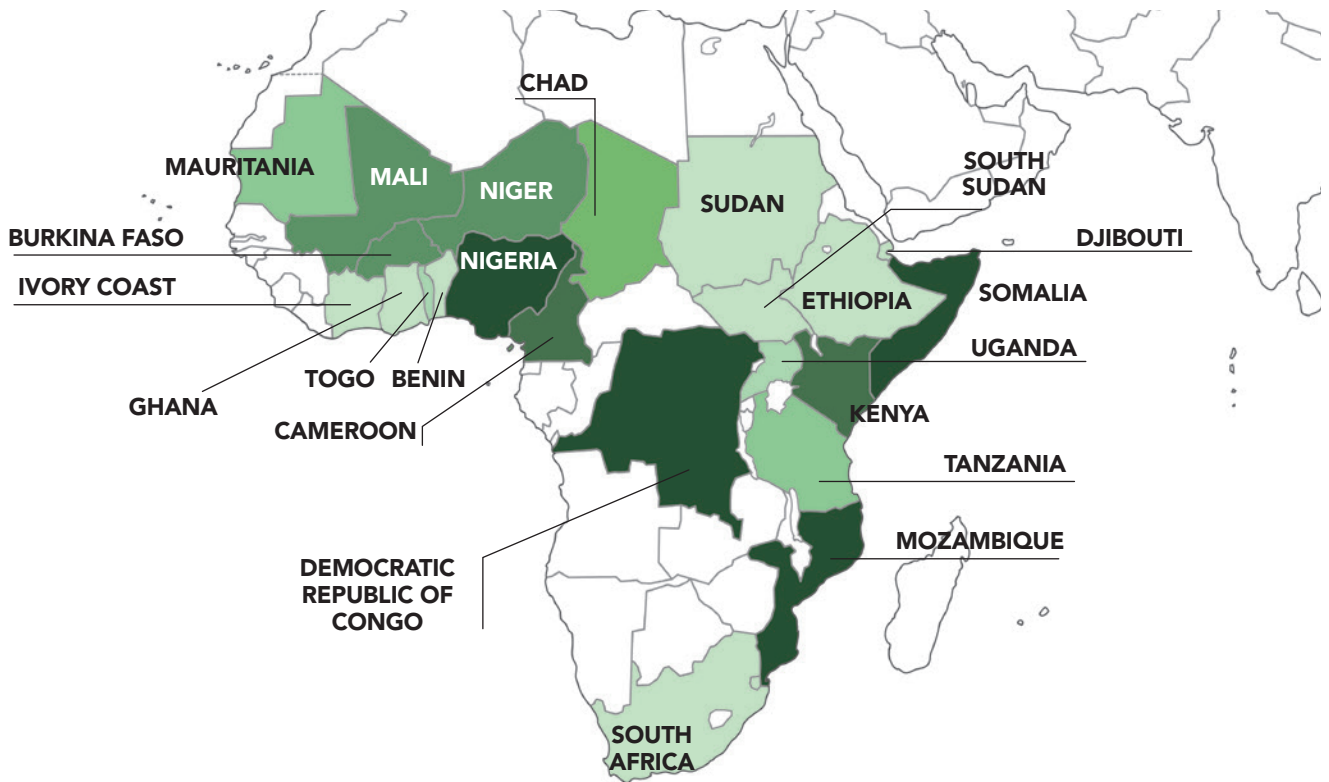 CHAD
MAURITANIA
MALI
NIGER
SOUTH
SUDAN
SUDAN
BURKINA FASO
DJIBOUTI
NIGERIA
IVORY COAST
ETHIOPIA
SOMALIA
UGANDA
TOGO
BENIN
GHANA
KENYA
CAMEROON
TANZANIA
MOZAMBIQUE
DEMOCRATIC
REPUBLIC OF
CONGO
SOUTH
AFRICA